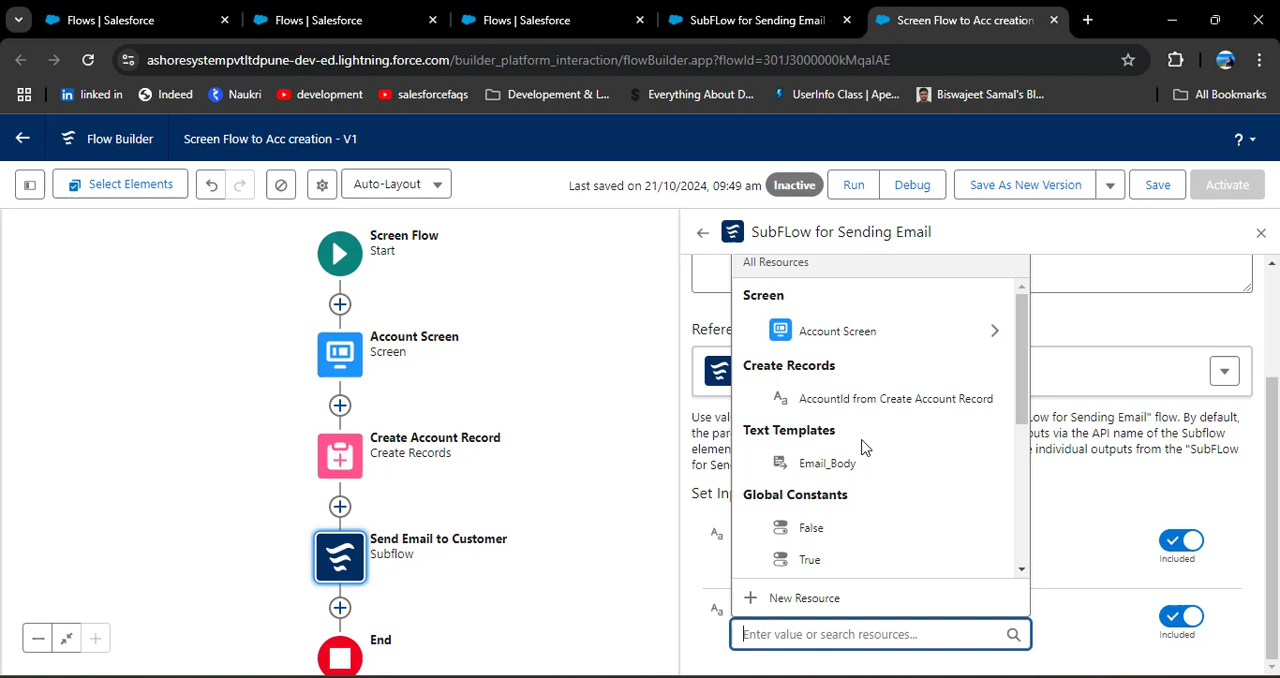 Flows | Salesforce
Flows | Salesforce
Flows | Salesforce
SubFLow for Sending Email
Screen Flow to Acc creation
ashoresystempvtltdpune-dev-ed.lightning.force.com/builder_platform_interaction/flowBuilder.app?flowId=301J3000000kMqaIAE
linked in
Indeed
Naukri
development
salesforcefaqs
Developement & L...
Everything About D...
UserInfo Class | Ape...
Biswajeet Samal's Bl...
All Bookmarks
Flow Builder
Screen Flow to Acc creation - V1
?
Select Elements
Auto-Layout
Last saved on 21/10/2024, 09:49 am
Inactive
Run
Debug
Save As New Version
Save
Activate
Screen Flow
Start
Account Screen
Screen
Create Account Record
Create Records
Send Email to Customer
Subflow
End
SubFLow for Sending Email
All Resources
Screen
Account Screen
Create Records
Aa AccountId from Create Account Record
Text Templates
Email_Body
Global Constants
False
True
New Resource
Enter value or search resources...
Refere
Use val
low for Sending Email" flow. By default,
the par
uts via the API name of the Subflow
elemen
individual outputs from the "SubFLow
for Sen
Set Inp
Aa
Included
Aa
Included